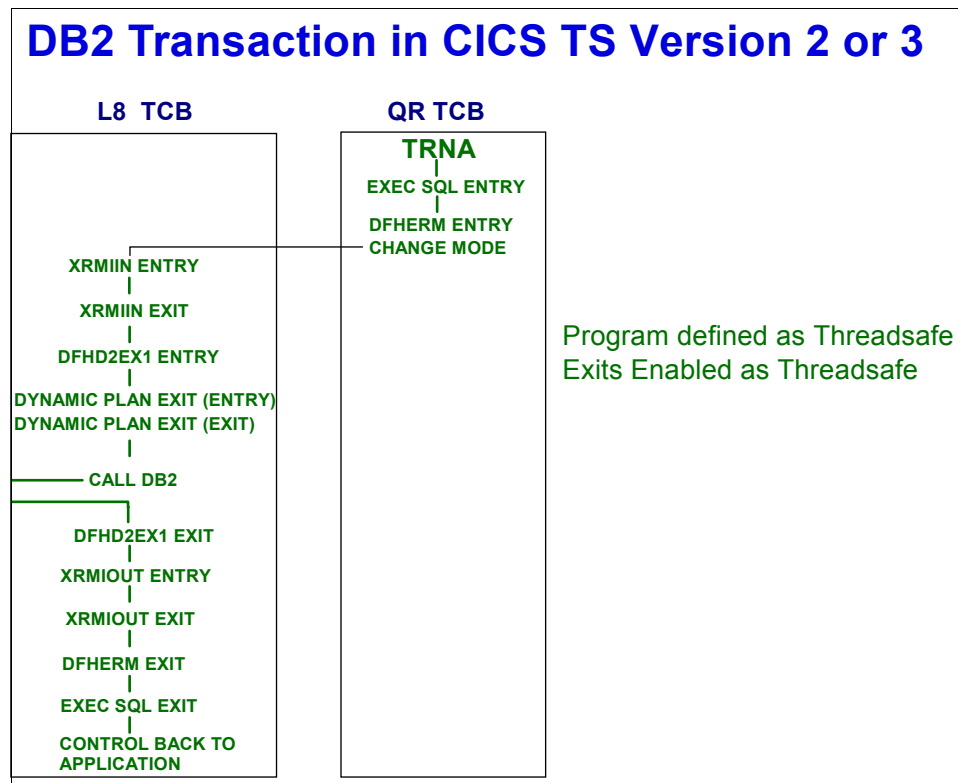 DB2 Transaction in CICS TS Version 2 or 3
L8 TCB
QR TCB
TRNA
EXEC SQL ENTRY
DFHERM ENTRY
CHANGE MODE
XRMIIN ENTRY
XRMIIN EXIT
DFHD2EX1 ENTRY
DYNAMIC PLAN EXIT (ENTRY)
DYNAMIC PLAN EXIT (EXIT)
CALL DB2
DFHD2EX1 EXIT
XRMIOUT ENTRY
XRMIOUT EXIT
DFHERM EXIT
EXEC SQL EXIT
CONTROL BACK TO
APPLICATION
Program defined as Threadsafe
Exits Enabled as Threadsafe